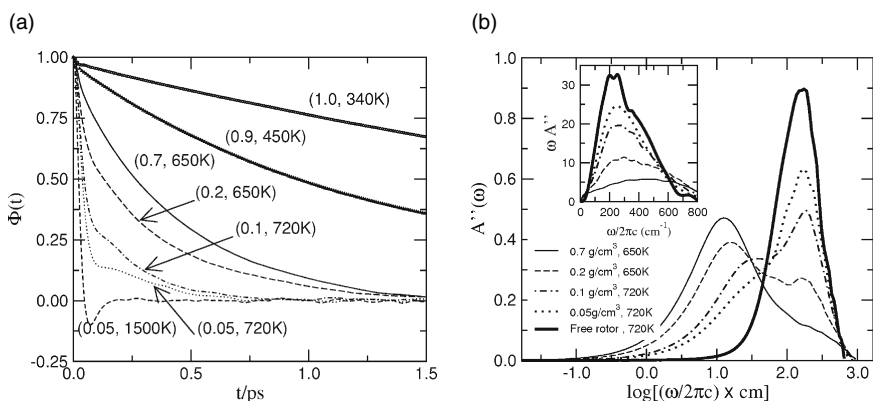 (a)
1.00
0.75
0.50
0.25
0.00
-0.25
Φ(t)
(1.0, 340K)
(0.9, 450K)
(0.7, 650K)
(0.2, 650K)
(0.1, 720K)
(0.05, 1500K)
(0.05, 720K)
0.0
0.5
1.0
1.5
t/ps
(b)
1.0
0.8
0.6
0.4
0.2
0.0
A''(ω)
30
20
10
0
ω A''
0
200
400
600
800
ω/2πc (cm⁻¹)
0.7 g/cm³, 650K
0.2 g/cm³, 650K
0.1 g/cm³, 720K
0.05g/cm³, 720K
Free rotor , 720K
-1.0
0.0
1.0
2.0
3.0
log[(ω/2πc) x cm]